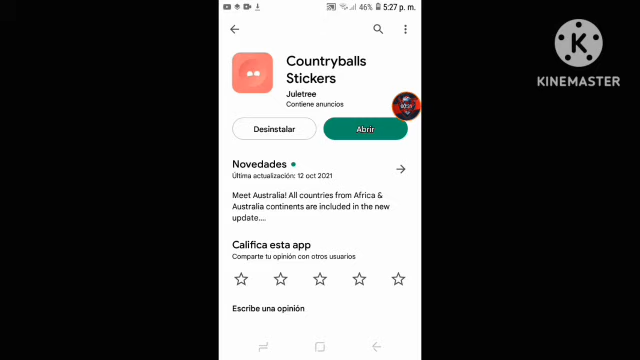 46% 5:27 p. m.
Countryballs
Stickers
Juletree
Contiene anuncios
Desinstalar
Abrir
Novedades
Última actualización: 12 oct 2021
Meet Australia! All countries from Africa &
Australia continents are included in the new
update....
Califica esta app
Comparte tu opinión con otros usuarios
Escribe una opinión
K
KINEMASTER